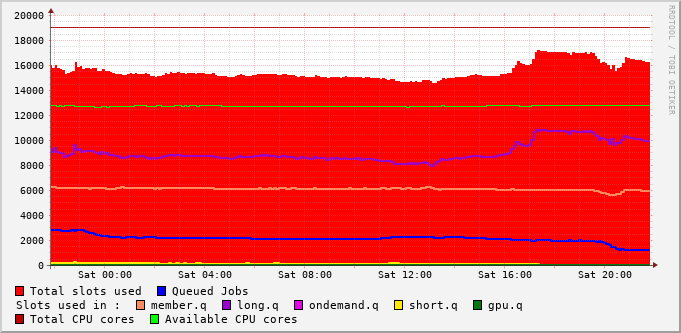 20000
18000
16000
14000
12000
10000
8000
6000
4000
2000
0
Sat 00:00 Sat 04:00 Sat 08:00 Sat 12:00 Sat 16:00 Sat 20:00
RRDTOOL / TOBI OETIKER
Total slots used Queued Jobs
Slots used in : member.q long.q ondemand.q short.q gpu.q
Total CPU cores Available CPU cores